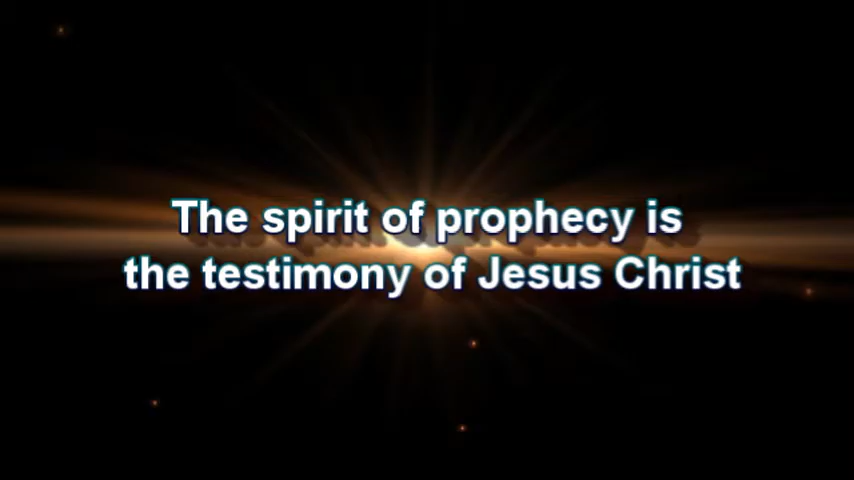 The spirit of prophecy is
the testimony of Jesus Christ